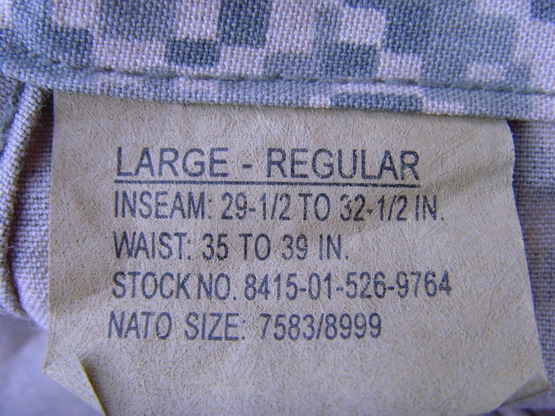 LARGE - REGULAR
INSEAM: 29-1/2 TO 32-1/2 IN.
WAIST: 35 TO 39 IN.
STOCK NO. 8415-01-526-9764
NATO SIZE: 7583/8999